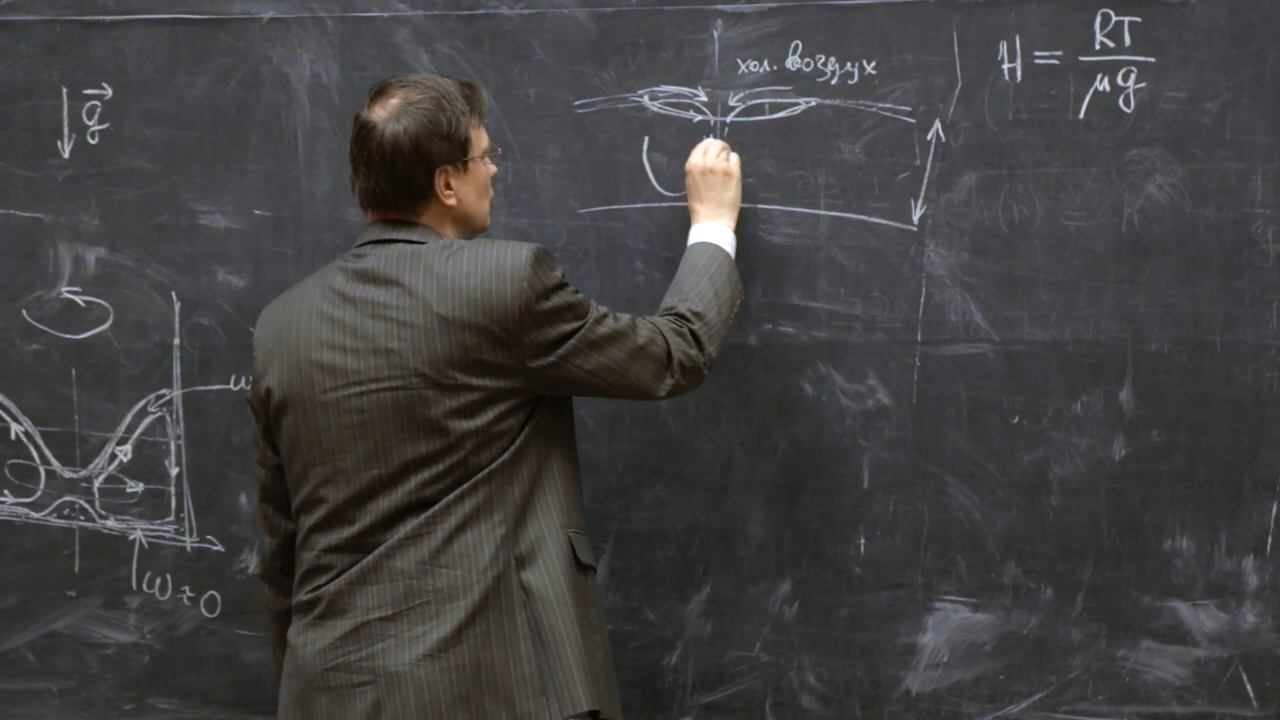 g⃗
хол. воздух
H = RT / μg
ω
ω ≈ 0